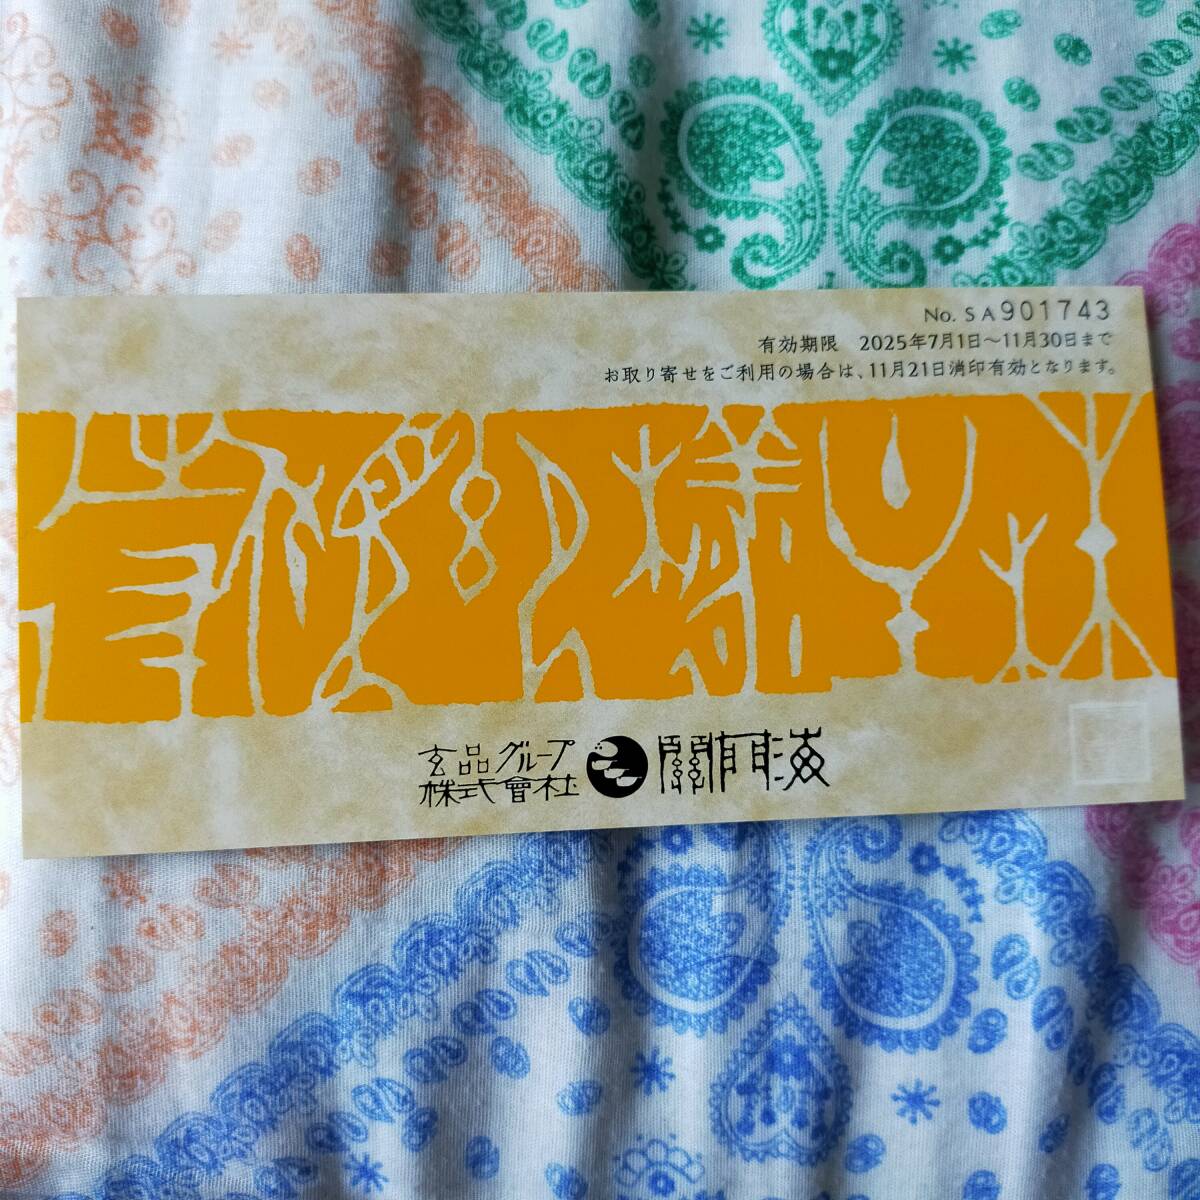 No. SA901743
有効期限 2025年7月1日～11月30日まで
お取り寄せをご利用の場合は、11月21日消印有効となります。
玄品グループ
株式會社 關門海